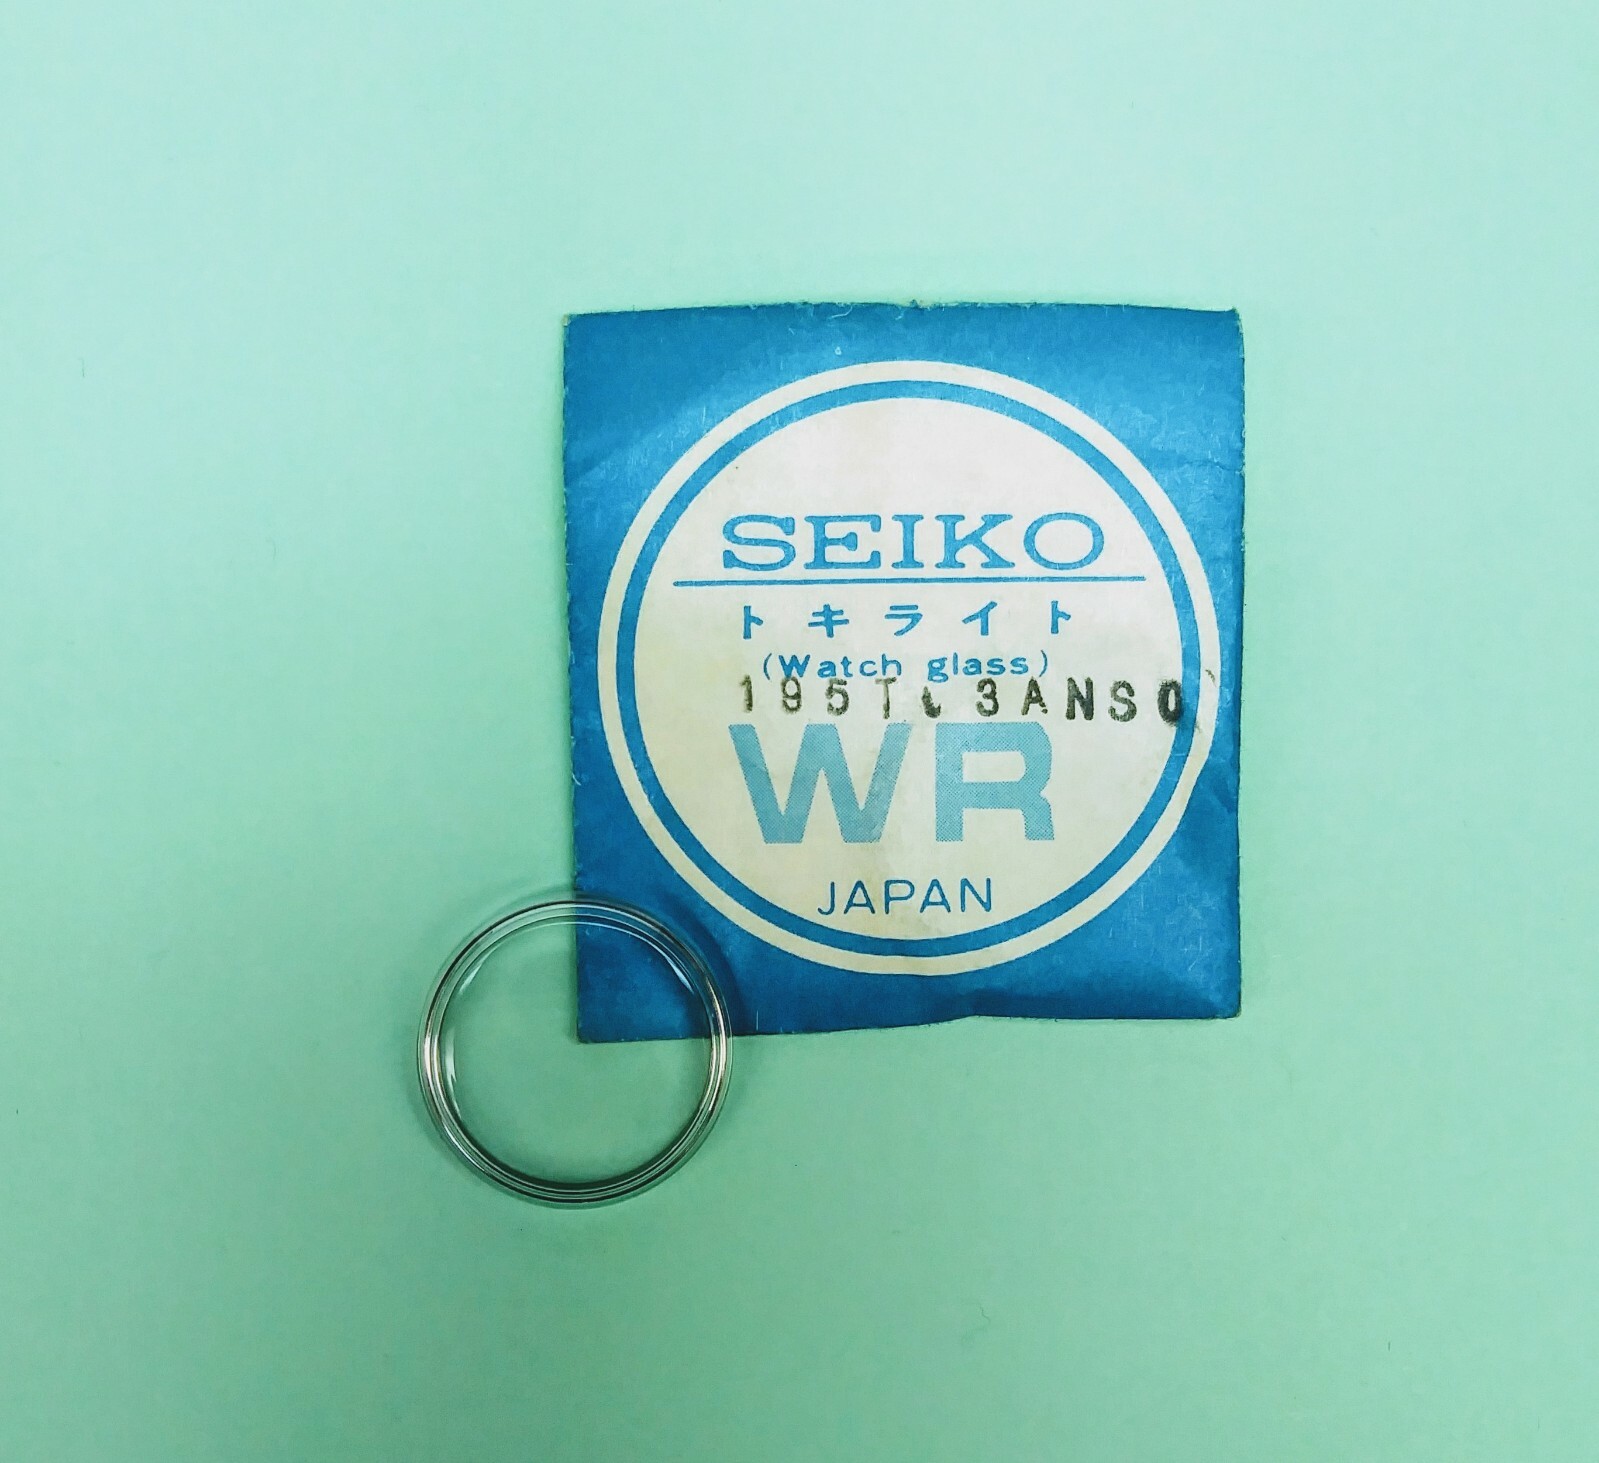 SEIKO
トキライト
(Watch glass)
WR
JAPAN